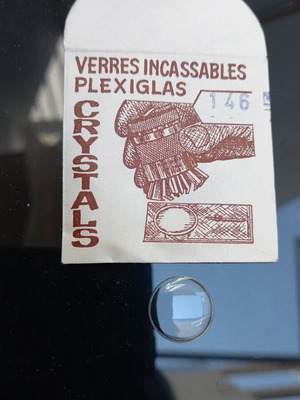 VERRES INCASSABLES
PLEXIGLAS
146
CRYSTALS